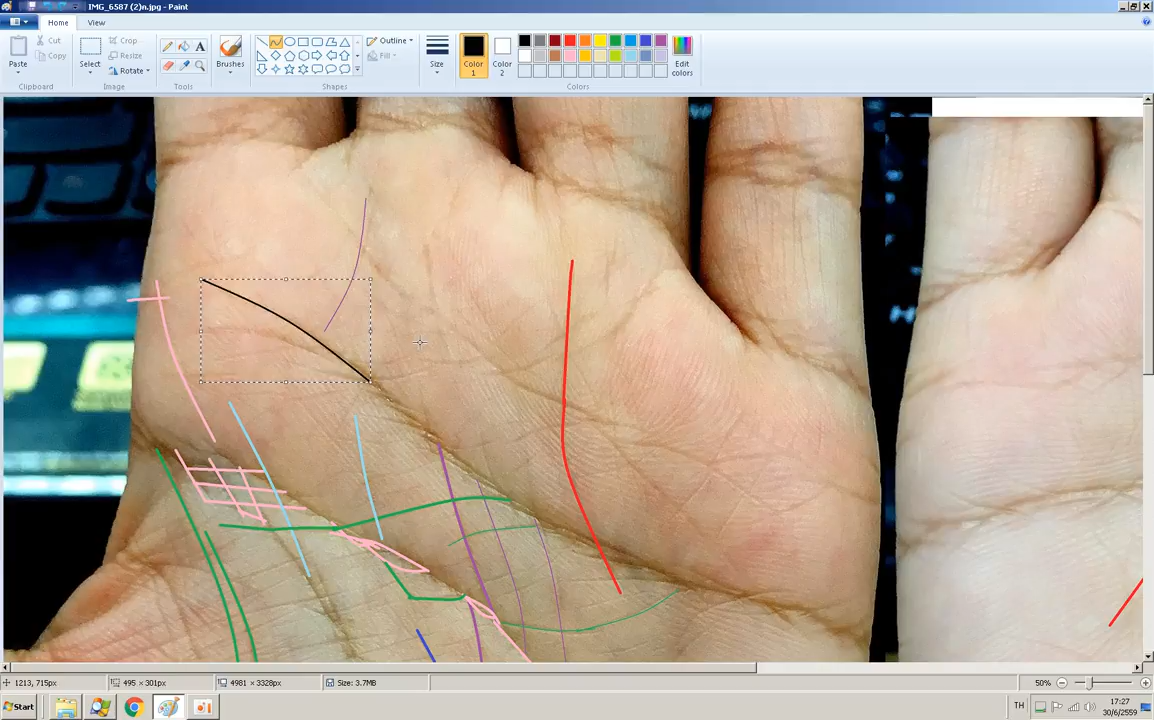 IMG_6587 (2)n.jpg - Paint
Home
View
Paste
Cut
Copy
Clipboard
Select
Crop
Resize
Rotate
Image
A
Tools
Brushes
Outline
Fill
Shapes
Size
Color
1
Color
2
Edit
colors
Colors
1213, 715px
495 × 301px
4981 × 3328px
Size: 3.7MB
50%
Start
TH
17:27
30/6/2559